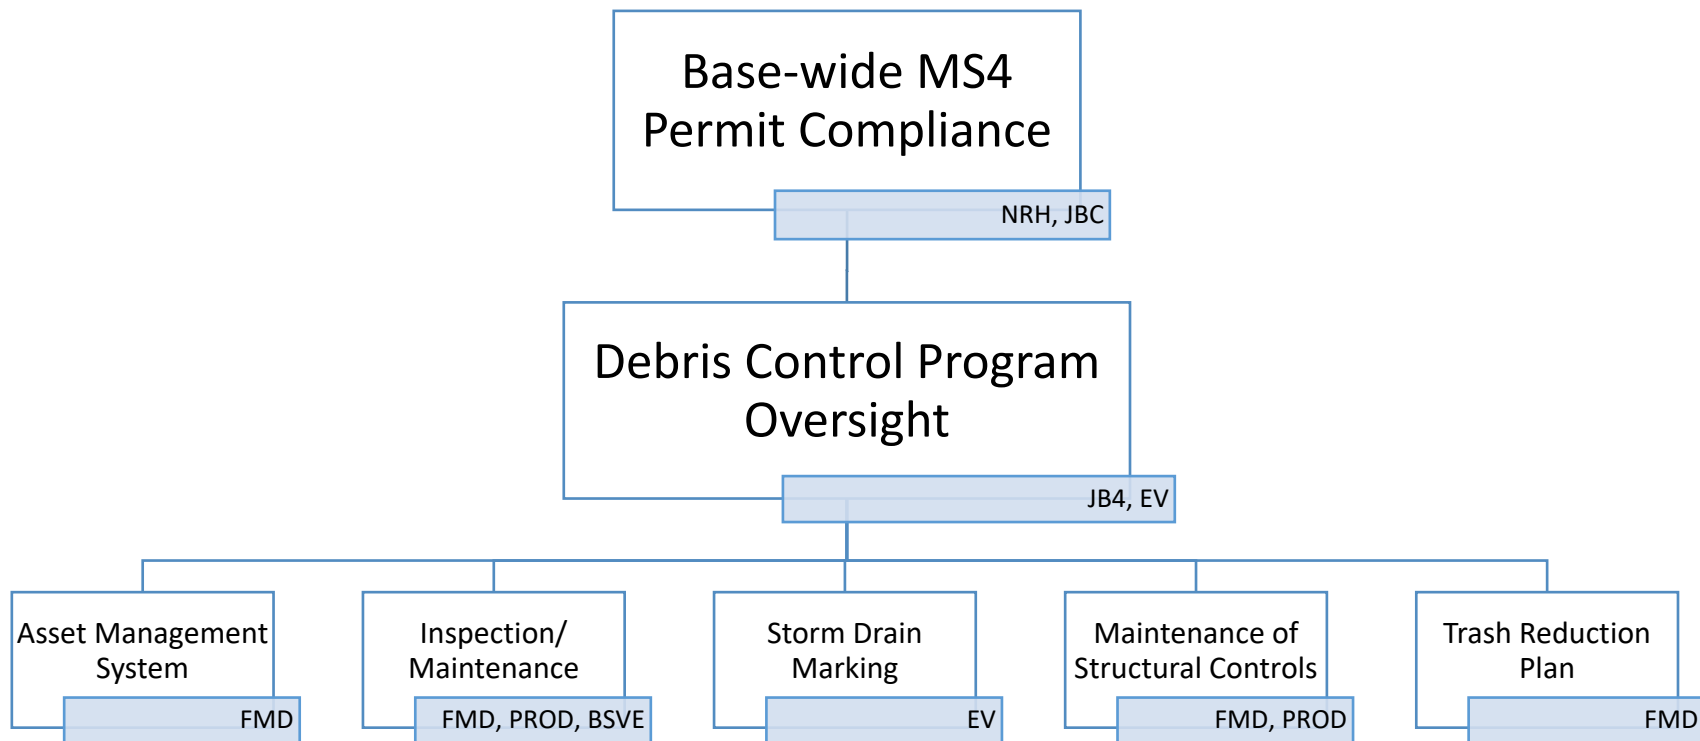 Base-wide MS4
Permit Compliance
NRH, JBC
Debris Control Program
Oversight
JB4, EV
Asset Management
System
FMD
Inspection/
Maintenance
FMD, PROD, BSVE
Storm Drain
Marking
EV
Maintenance of
Structural Controls
FMD, PROD
Trash Reduction
Plan
FMD